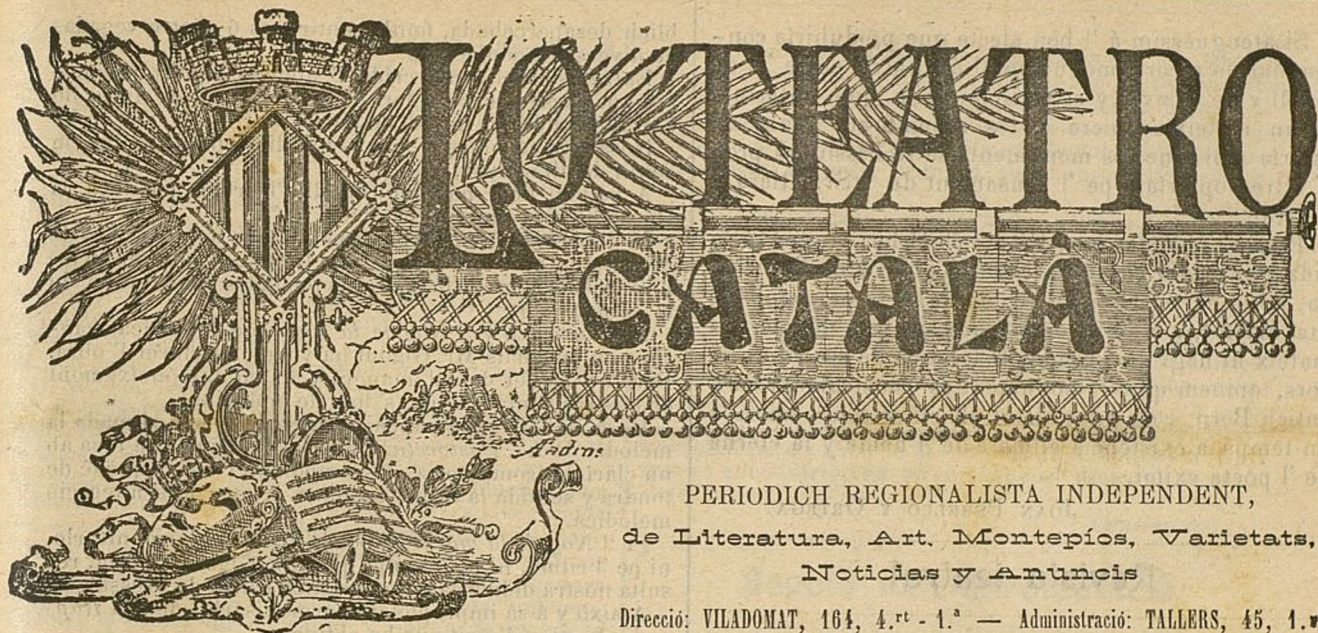 LO TEATRO
CATALÀ
PERIODICH REGIONALISTA INDEPENDENT,
de Literatura, Art. Montepíos, Varietats,
Noticias y Anuncis
Direcció: VILADOMAT, 164, 4.rt - 1.ª — Administració: TALLERS, 45, 1.r